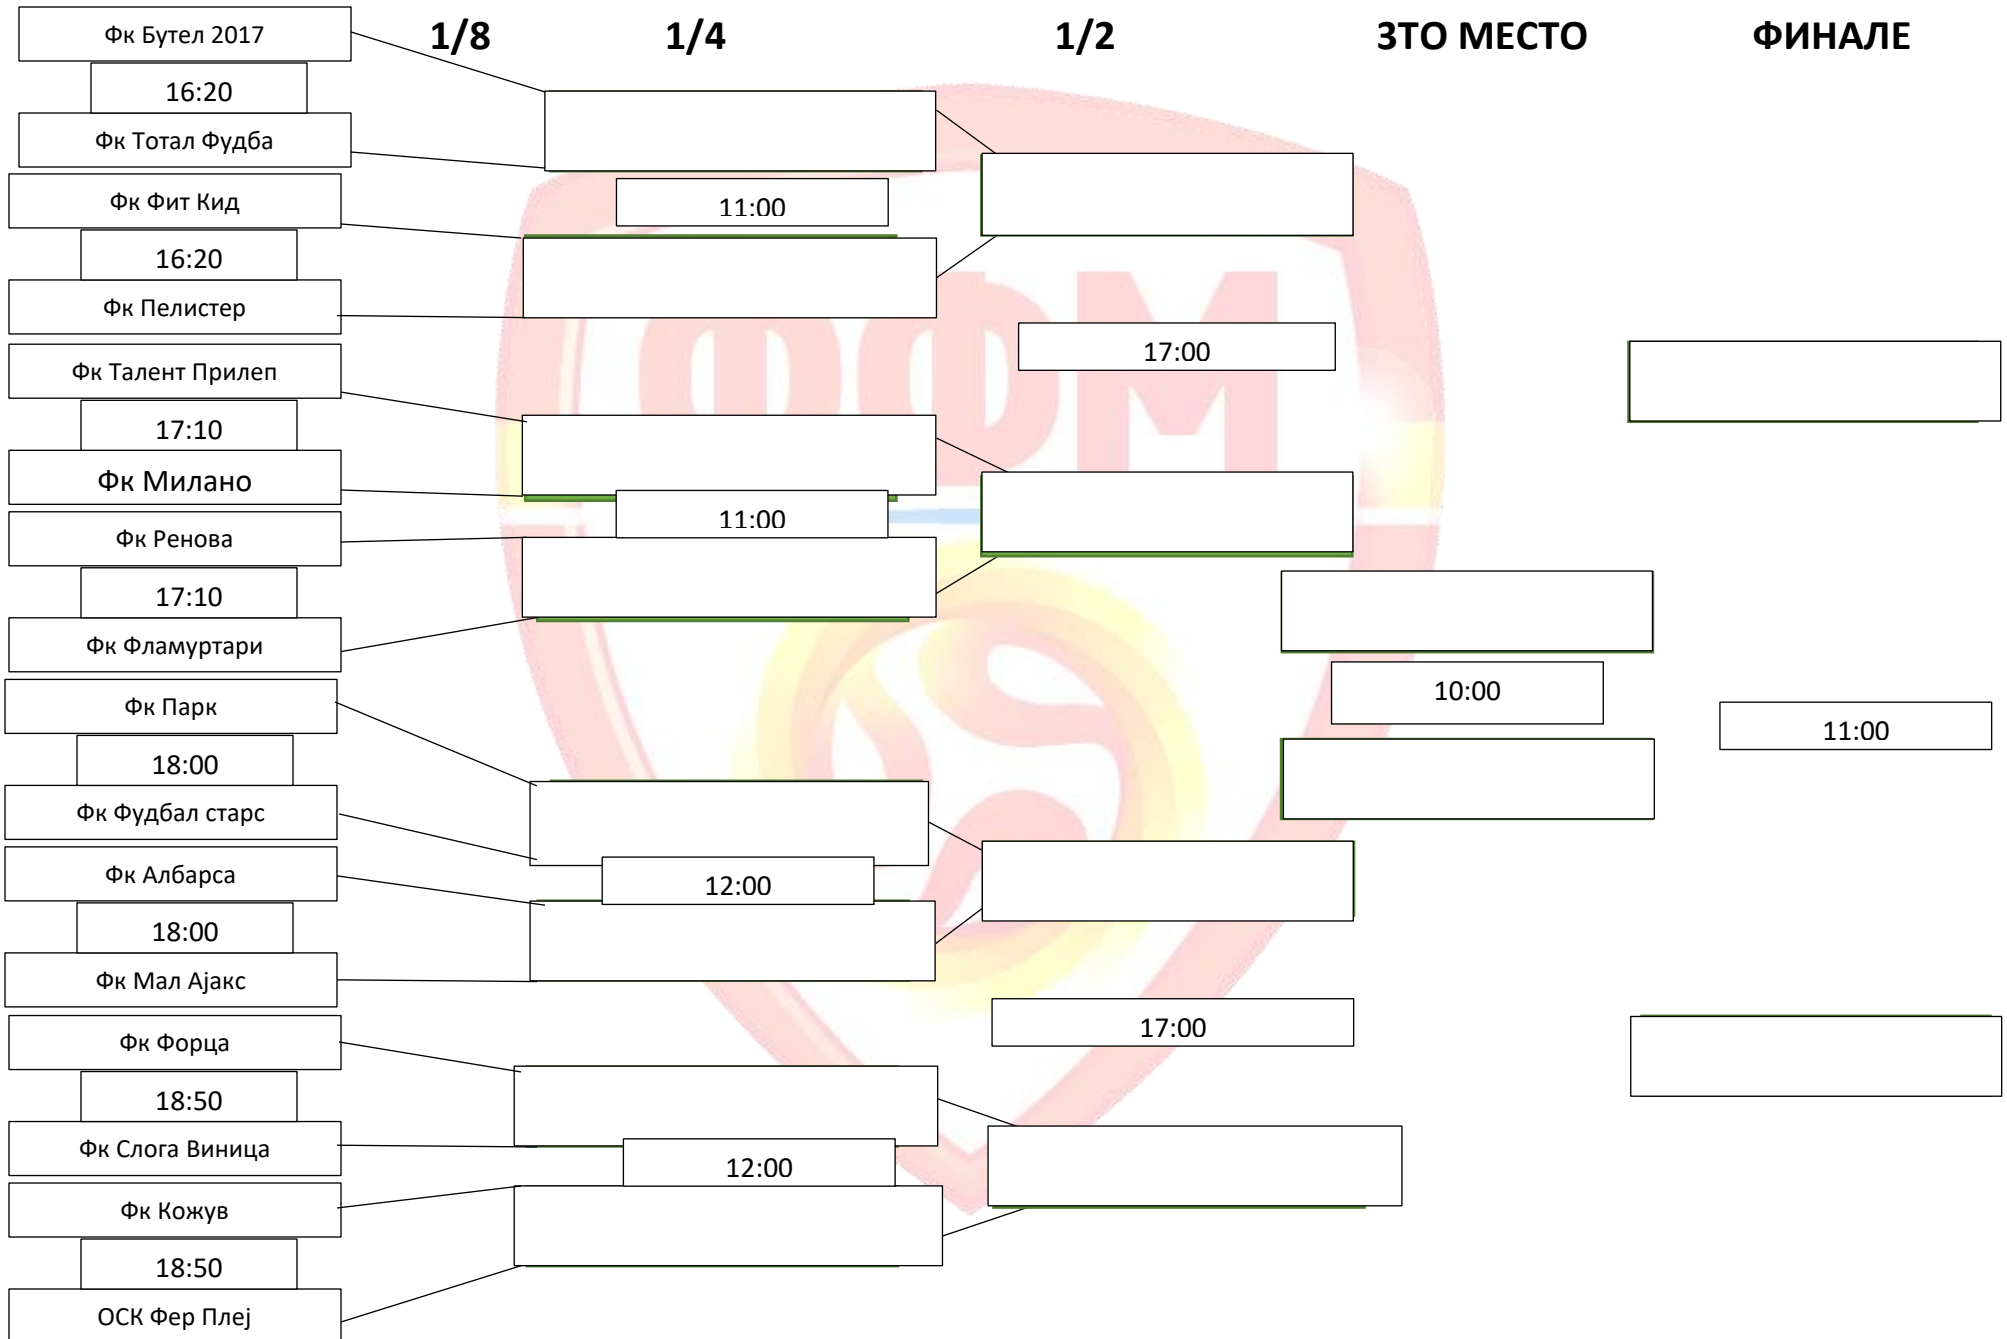 1/8 1/4 1/2 3ТО МЕСТО ФИНАЛЕ
Фк Бутел 2017
16:20
Фк Тотал Фудба
Фк Фит Кид
16:20
Фк Пелистер
Фк Талент Прилеп
17:10
Фк Милано
Фк Ренова
17:10
Фк Фламуртари
Фк Парк
18:00
Фк Фудбал старс
Фк Албарса
18:00
Фк Мал Ајакс
Фк Форца
18:50
Фк Слога Виница
Фк Кожув
18:50
ОСК Фер Плеј
11:00
11:00
12:00
12:00
17:00
17:00
10:00
11:00
ФФМ